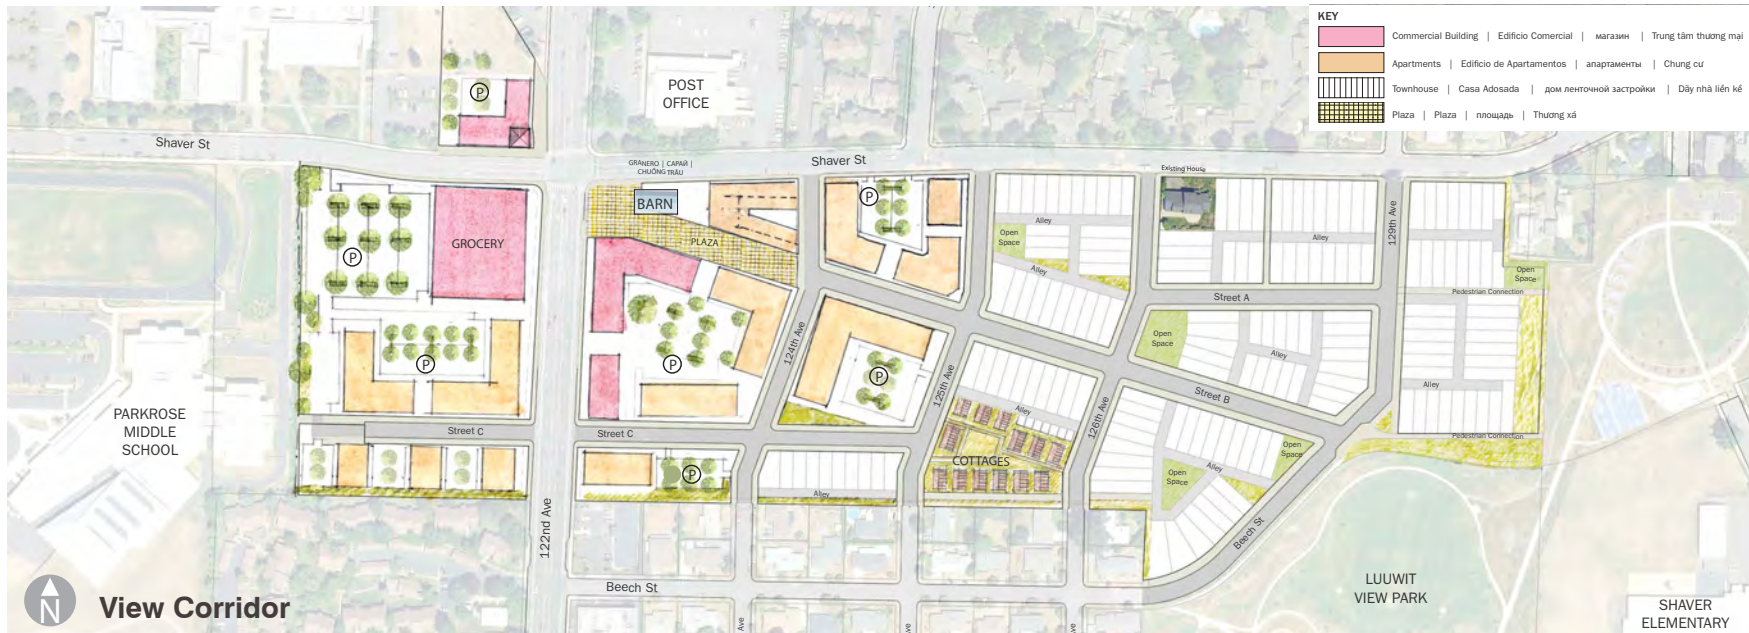 KEY
Commercial Building | Edificio Comercial | магазин | Trung tâm thương mại
Apartments | Edificio de Apartamentos | апартаменты | Chung cư
Townhouse | Casa Adosada | дом ленточной застройки | Dãy nhà liền kề
Plaza | Plaza | площадь | Thương xá
POST
OFFICE
P
Shaver St
GRANERO | САРАЙ |
CHUỒNG TRÂU
Shaver St
Existing House
BARN
P
GROCERY
PLAZA
P
Alley
Open
Space
Alley
Alley
129th Ave
Open
Space
Pedestrian Connection
Street A
124th Ave
P
P
P
125th Ave
Open
Space
Alley
Street B
Alley
Alley
126th Ave
PARKROSE
MIDDLE
SCHOOL
Street C
Street C
Pedestrian Connection
Open
Space
COTTAGES
Alley
Open
Space
P
Alley
122nd Ave
Beech St
Beech St
LUUWIT
VIEW PARK
SHAVER
ELEMENTARY
N
View Corridor
Ave
Ave
Ave